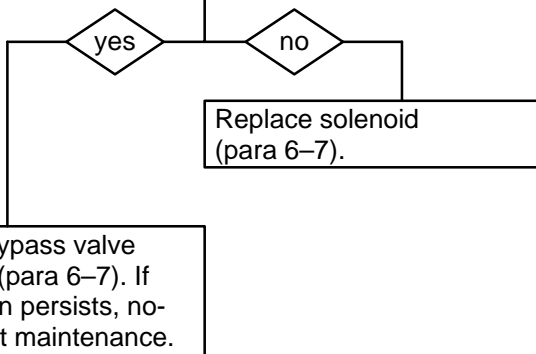 yes
no
Replace solenoid
(para 6–7).
ypass valve
(para 6–7). If
n persists, no-
t maintenance.